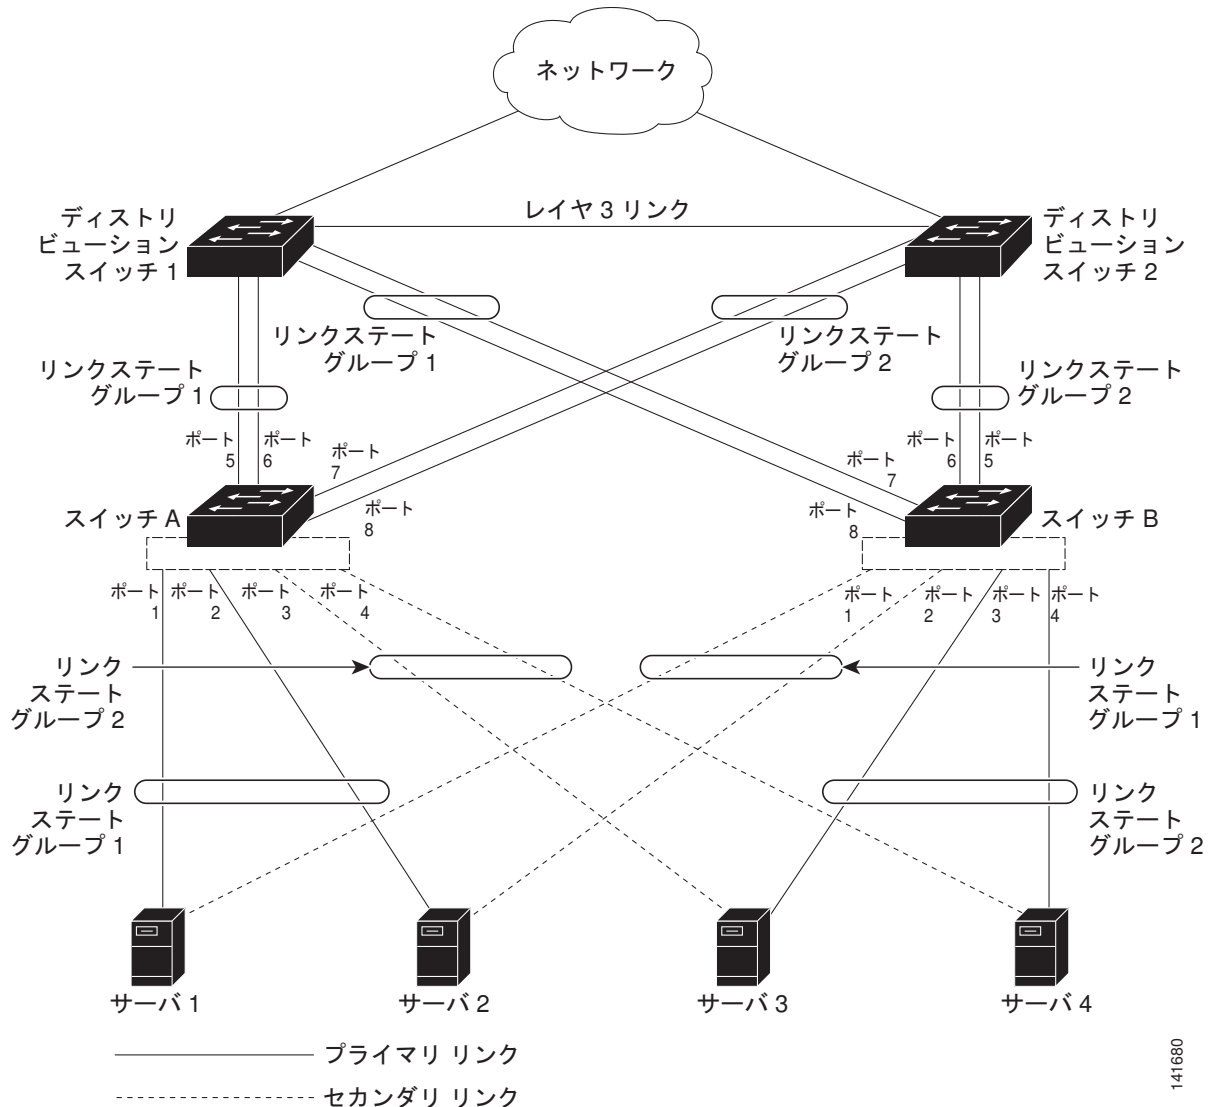 ネットワーク
レイヤ 3 リンク
ディストリ
ビューション
スイッチ 1
ディストリ
ビューション
スイッチ 2
リンクステート
グループ 1
リンクステート
グループ 2
リンクステート
グループ 1
リンクステート
グループ 2
ポート
5
ポート
6
ポート
7
ポート
8
ポート
7
ポート
8
ポート
6
ポート
5
スイッチ A
スイッチ B
ポート
1
ポート
2
ポート
3
ポート
4
ポート
1
ポート
2
ポート
3
ポート
4
リンク
ステート
グループ 2
リンク
ステート
グループ 1
リンク
ステート
グループ 1
リンク
ステート
グループ 2
サーバ 1
サーバ 2
サーバ 3
サーバ 4
プライマリ リンク
セカンダリ リンク
141680